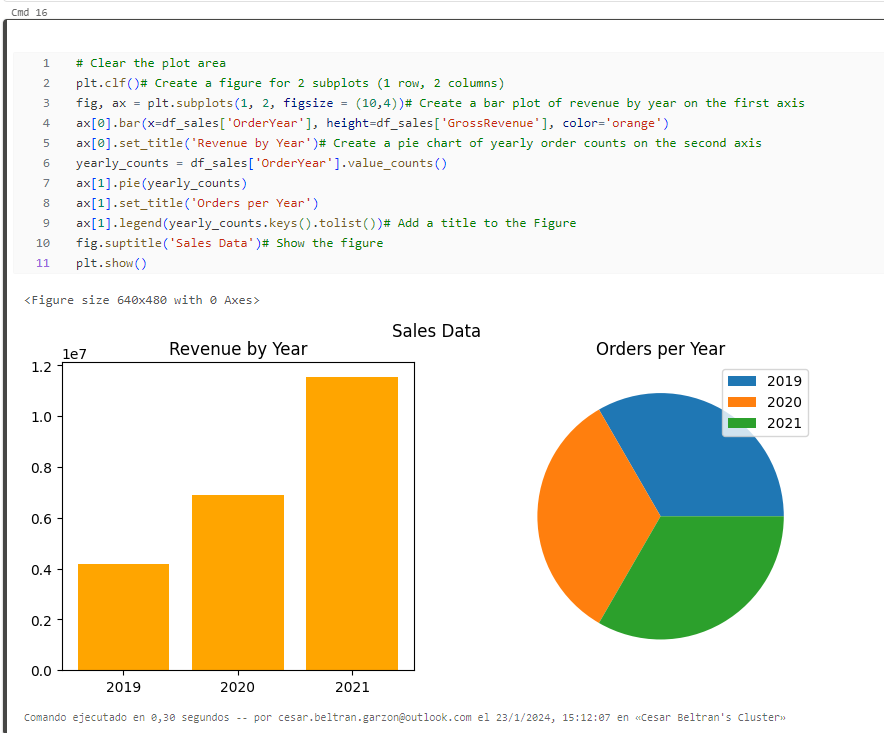 Cmd 16
1 # Clear the plot area
2 plt.clf()# Create a figure for 2 subplots (1 row, 2 columns)
3 fig, ax = plt.subplots(1, 2, figsize = (10,4))# Create a bar plot of revenue by year on the first axis
4 ax[0].bar(x=df_sales['OrderYear'], height=df_sales['GrossRevenue'], color='orange')
5 ax[0].set_title('Revenue by Year')# Create a pie chart of yearly order counts on the second axis
6 yearly_counts = df_sales['OrderYear'].value_counts()
7 ax[1].pie(yearly_counts)
8 ax[1].set_title('Orders per Year')
9 ax[1].legend(yearly_counts.keys().tolist())# Add a title to the Figure
10 fig.suptitle('Sales Data')# Show the figure
11 plt.show()
<Figure size 640x480 with 0 Axes>
Sales Data
Revenue by Year
1e7
1.2
1.0
0.8
0.6
0.4
0.2
0.0
2019 2020 2021
Orders per Year
2019
2020
2021
Comando ejecutado en 0,30 segundos -- por cesar.beltran.garzon@outlook.com el 23/1/2024, 15:12:07 en «Cesar Beltran's Cluster»